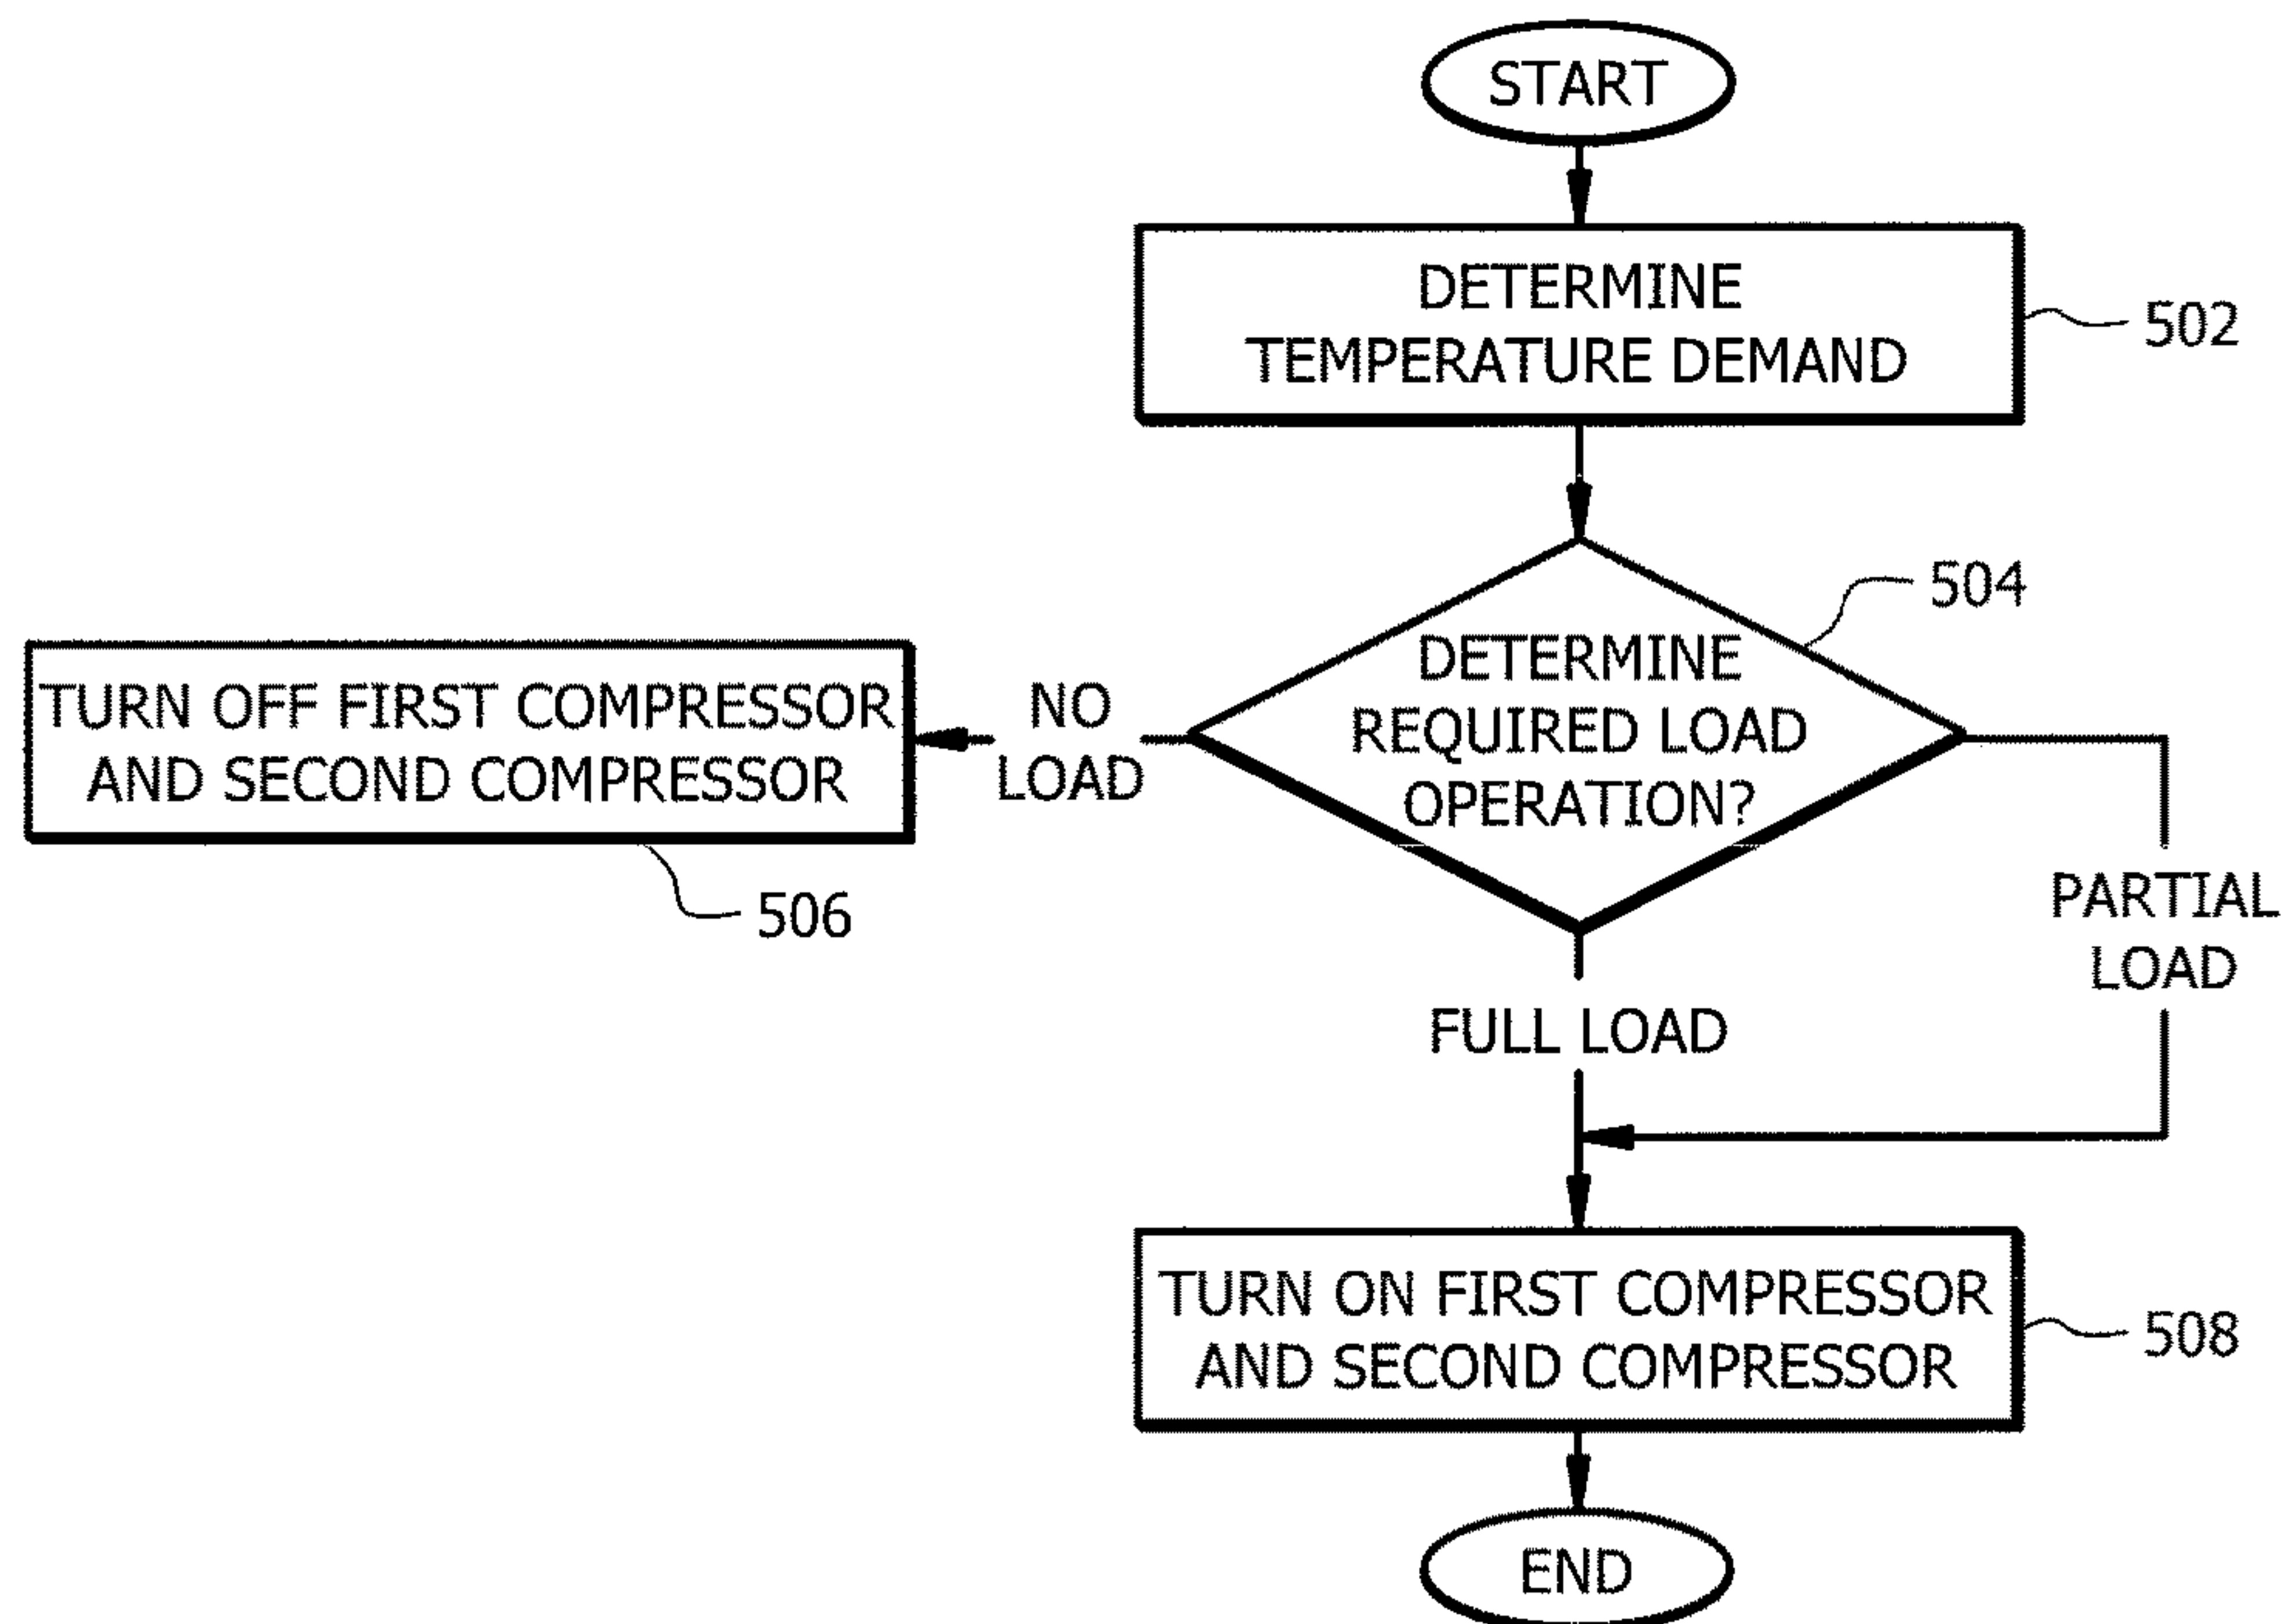 START
DETERMINE
TEMPERATURE DEMAND
502
504
DETERMINE
REQUIRED LOAD
OPERATION?
NO
LOAD
TURN OFF FIRST COMPRESSOR
AND SECOND COMPRESSOR
506
PARTIAL
LOAD
FULL LOAD
TURN ON FIRST COMPRESSOR
AND SECOND COMPRESSOR
508
END